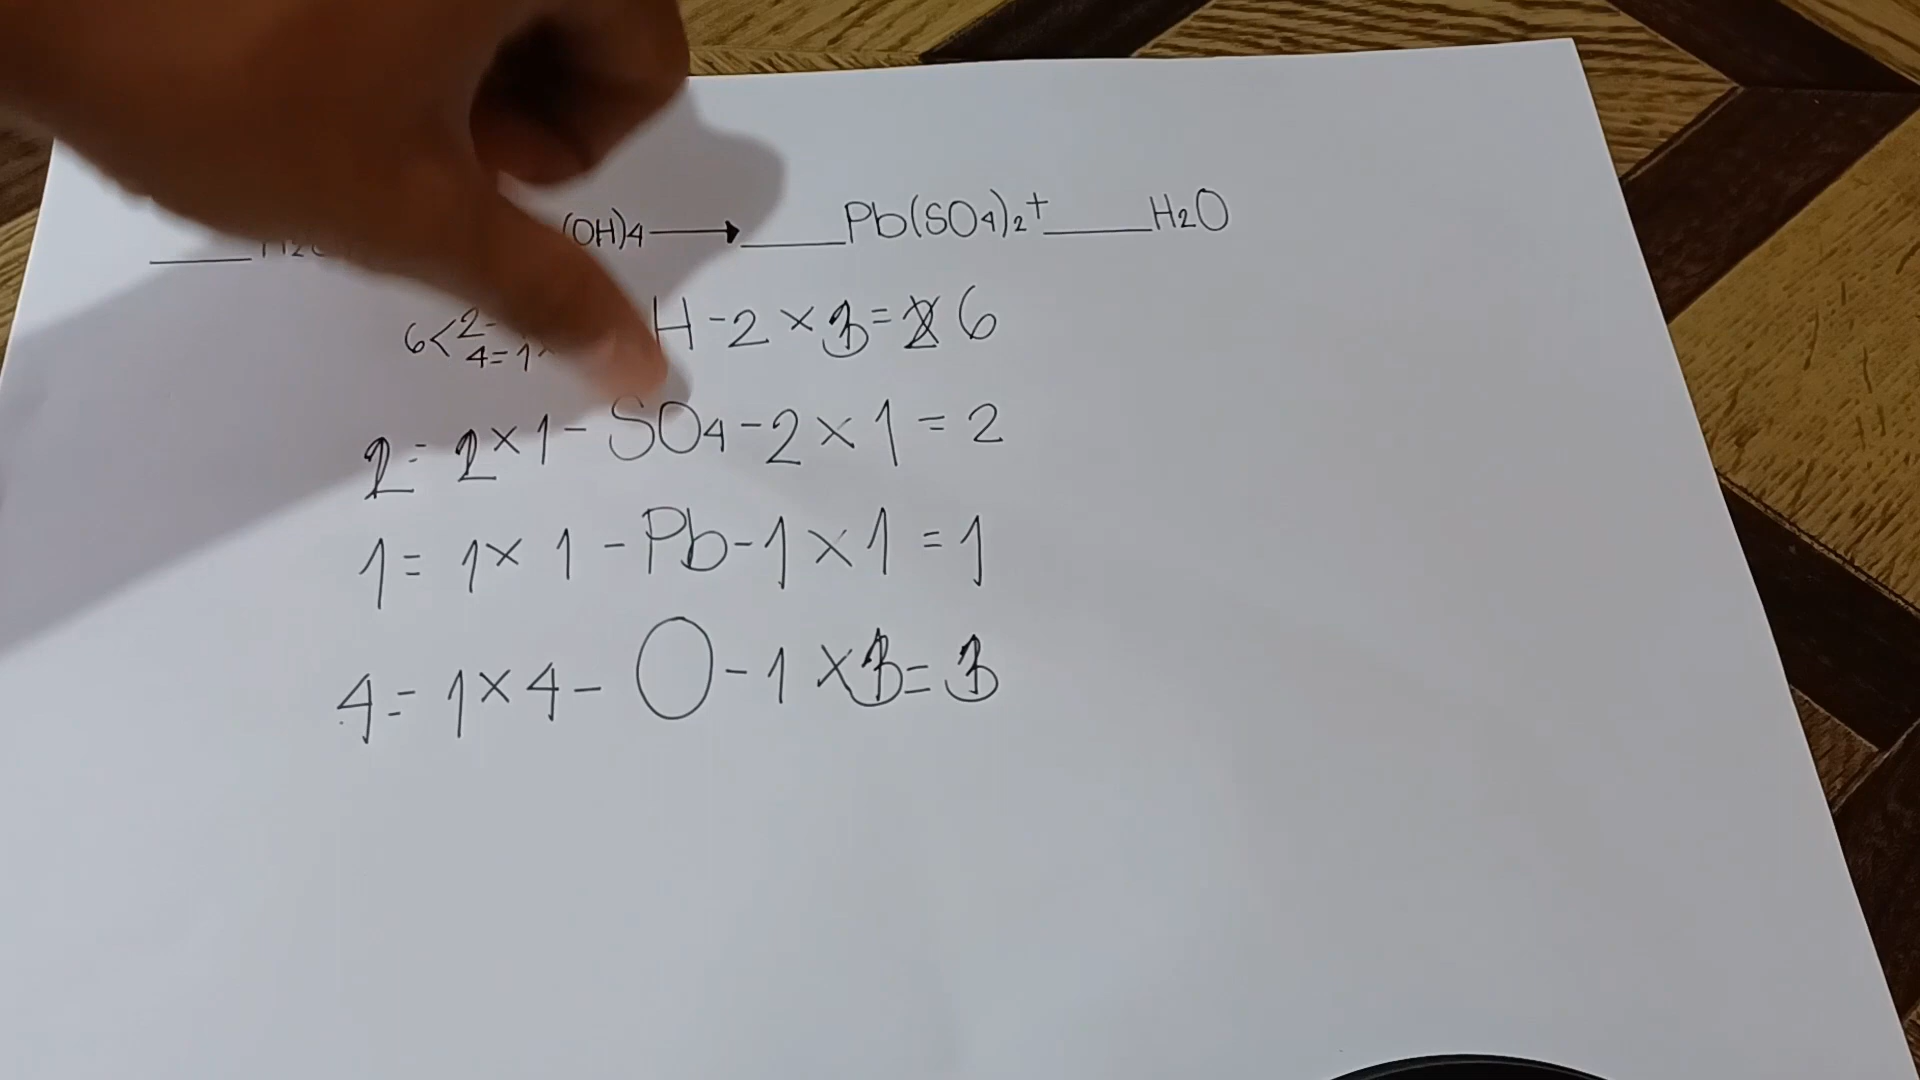 ____ (OH)4 → ____Pb(SO4)2 + ____H2O
6 < 2 4=1× H - 2 × 3 = 6
2 = 2 × 1 - SO4 - 2 × 1 = 2
1 = 1 × 1 - Pb - 1 × 1 = 1
4 = 1 × 4 - O - 1 × 3 = 3